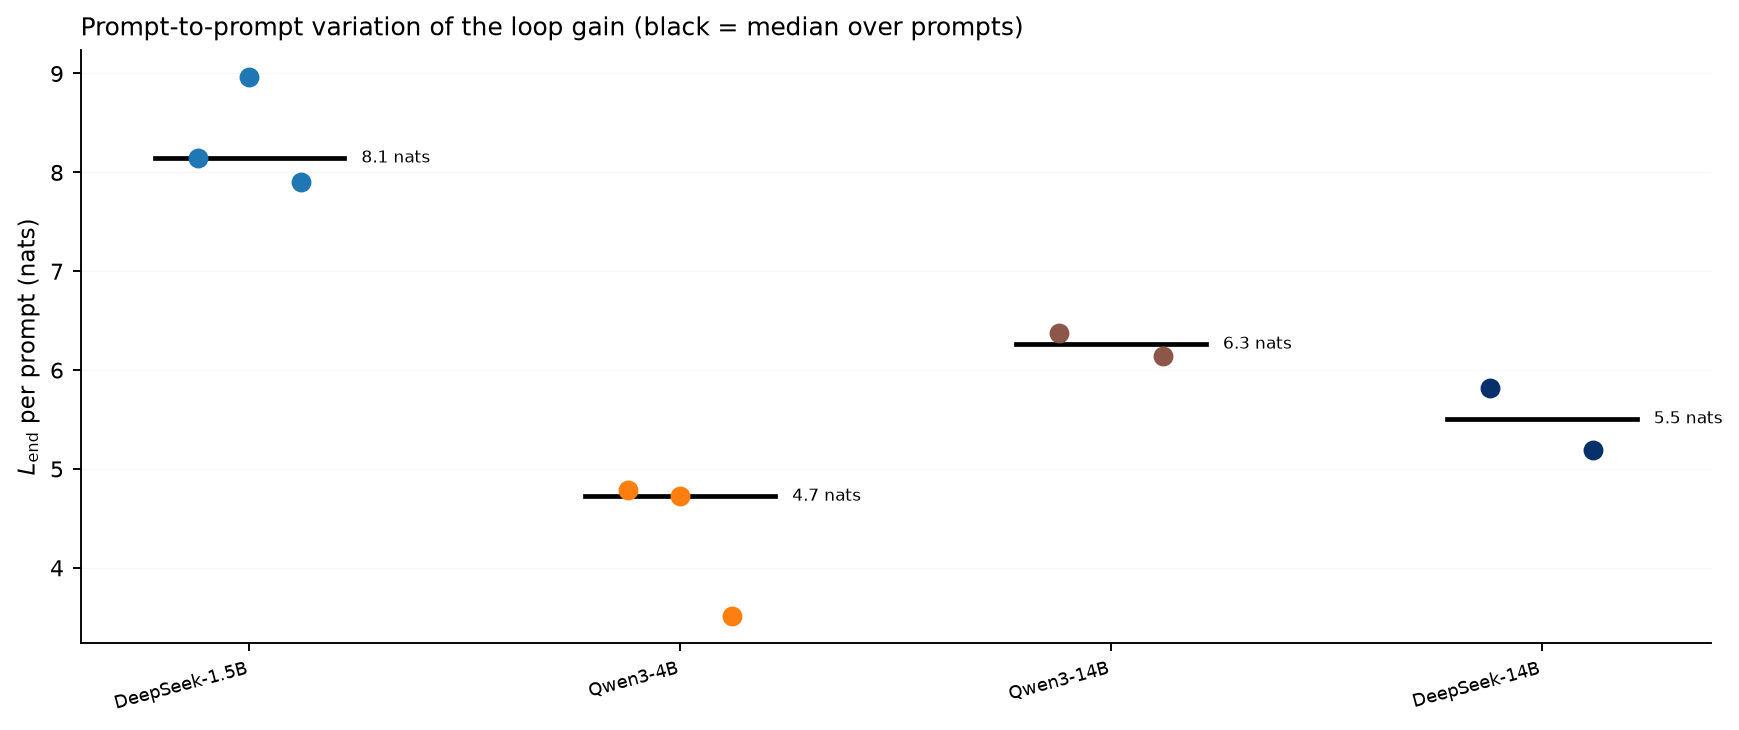 Prompt-to-prompt variation of the loop gain (black = median over prompts)
L_end per prompt (nats)
9
8
7
6
5
4
8.1 nats
4.7 nats
6.3 nats
5.5 nats
DeepSeek-1.5B
Qwen3-4B
Qwen3-14B
DeepSeek-14B